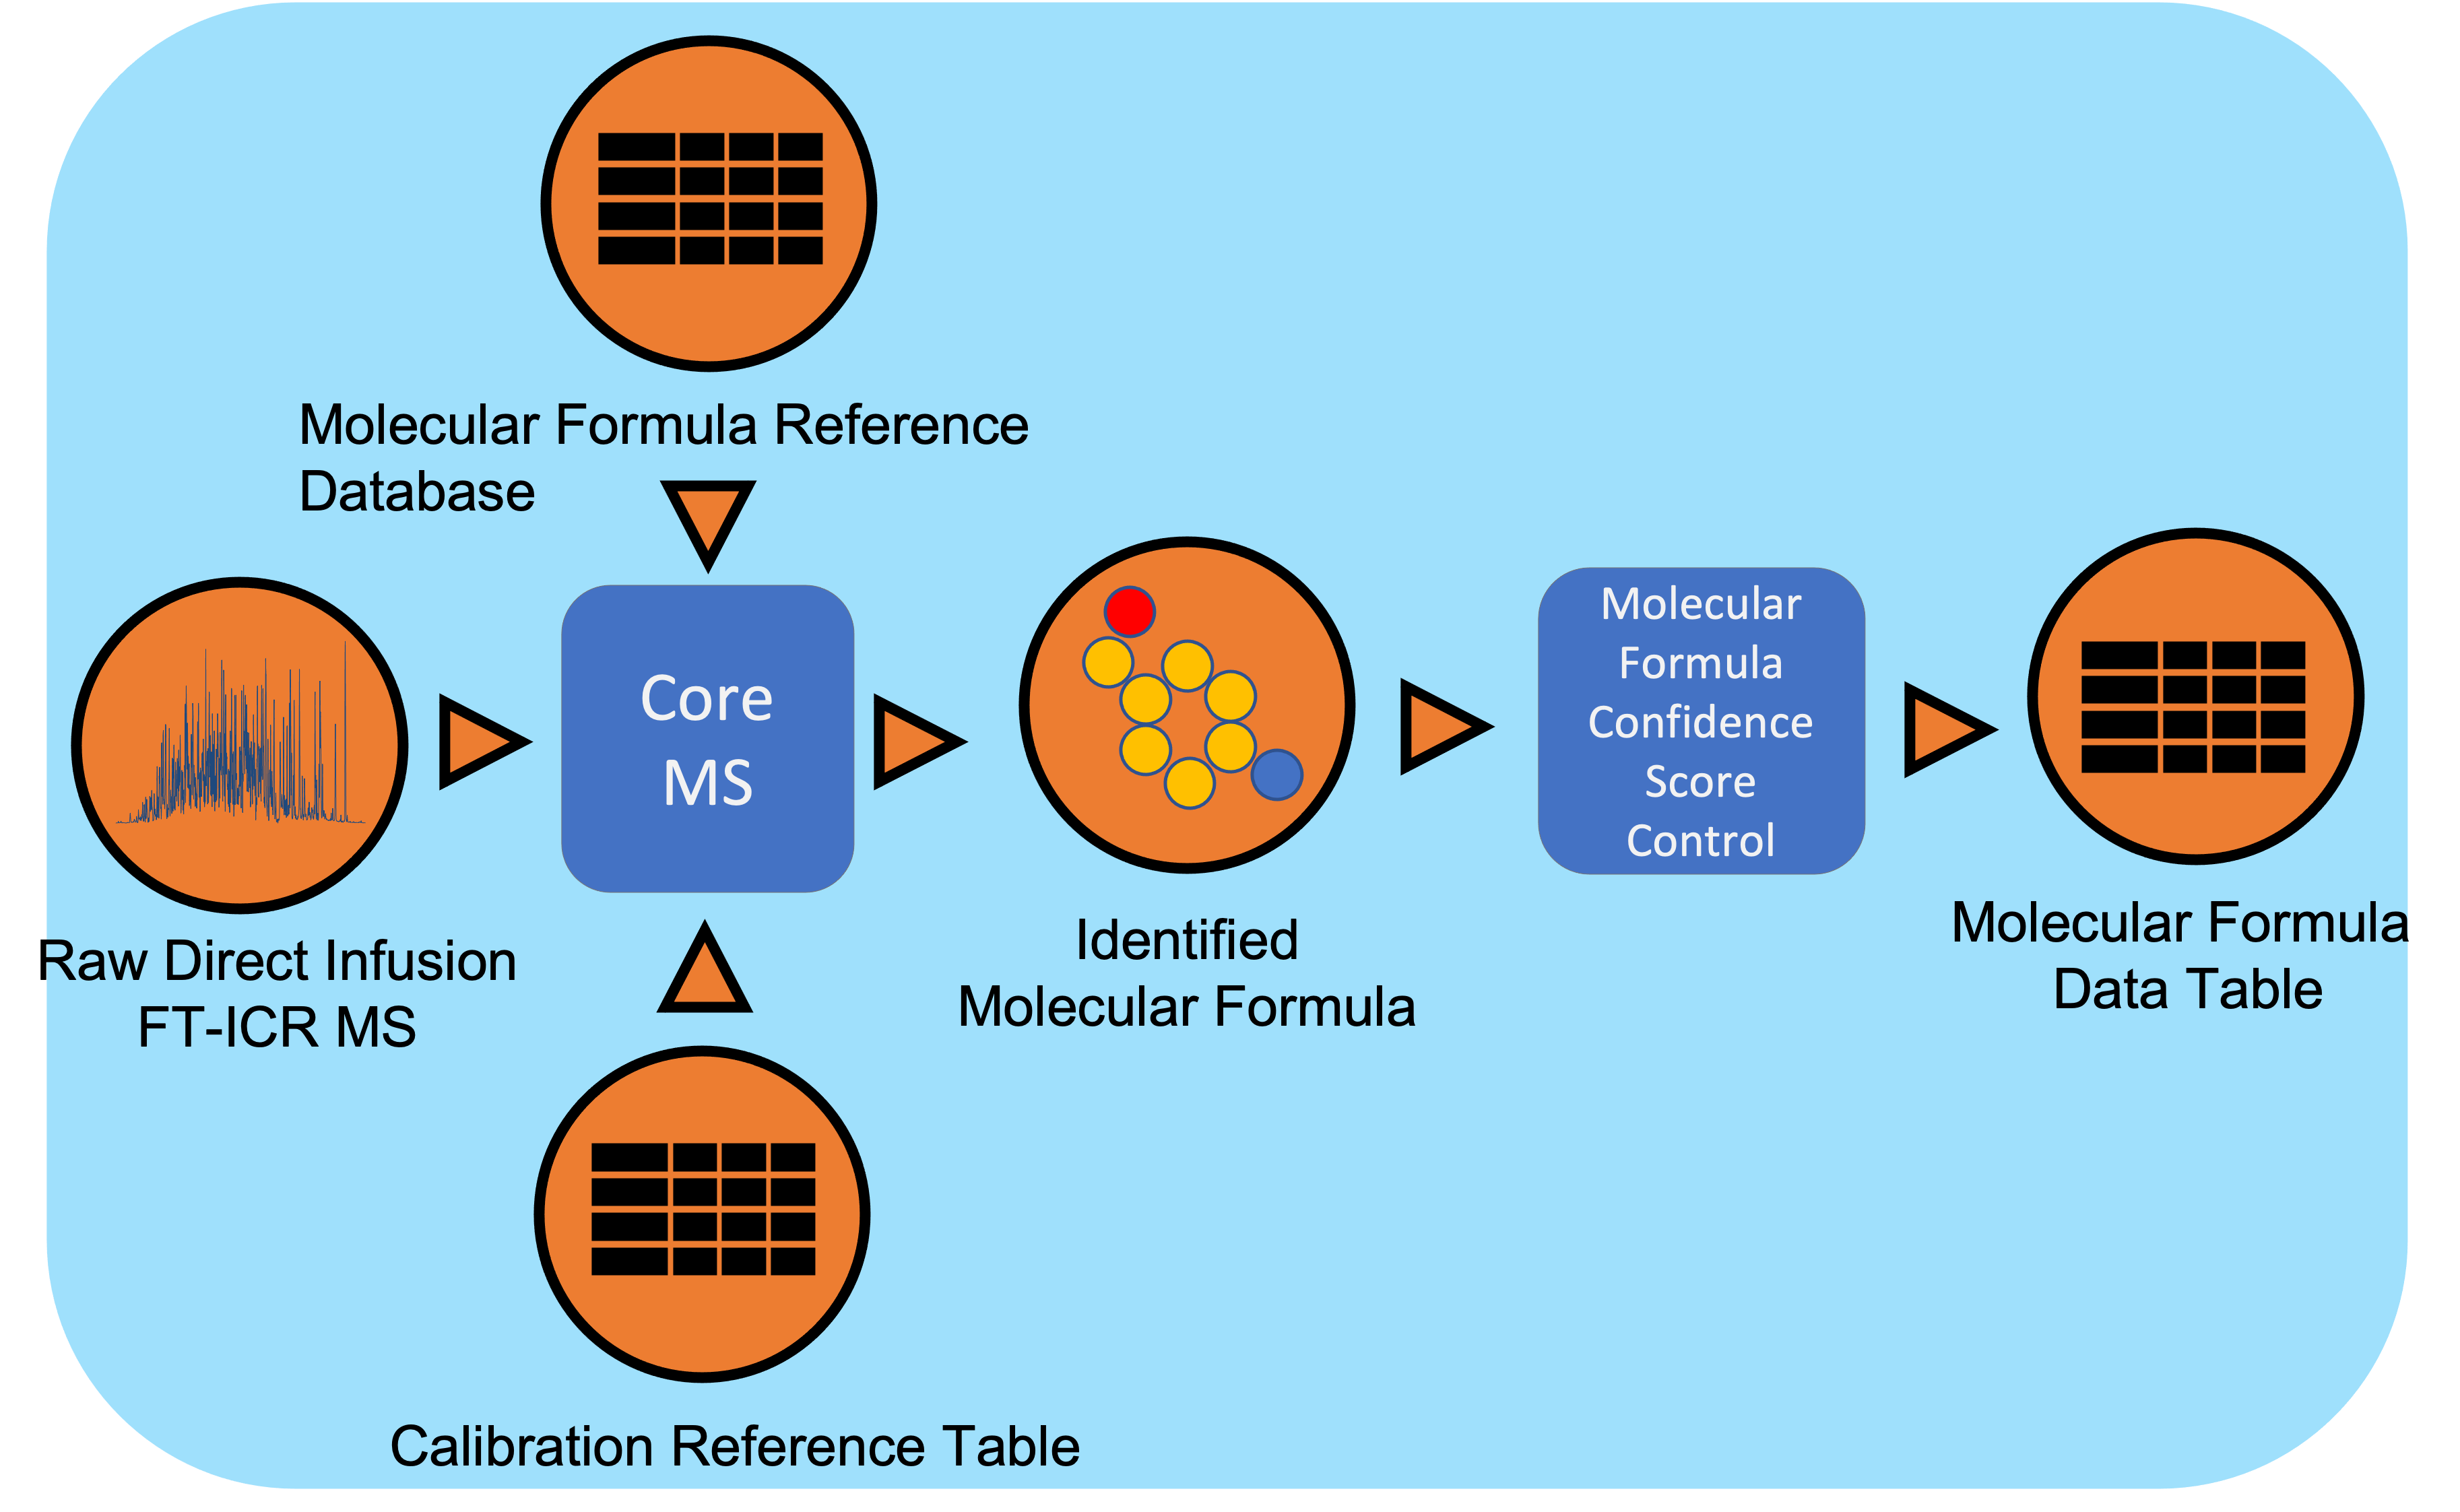 Molecular Formula Reference
Database
Raw Direct Infusion
FT-ICR MS
Core
MS
Identified
Molecular Formula
Molecular
Formula
Confidence
Score
Control
Molecular Formula
Data Table
Calibration Reference Table